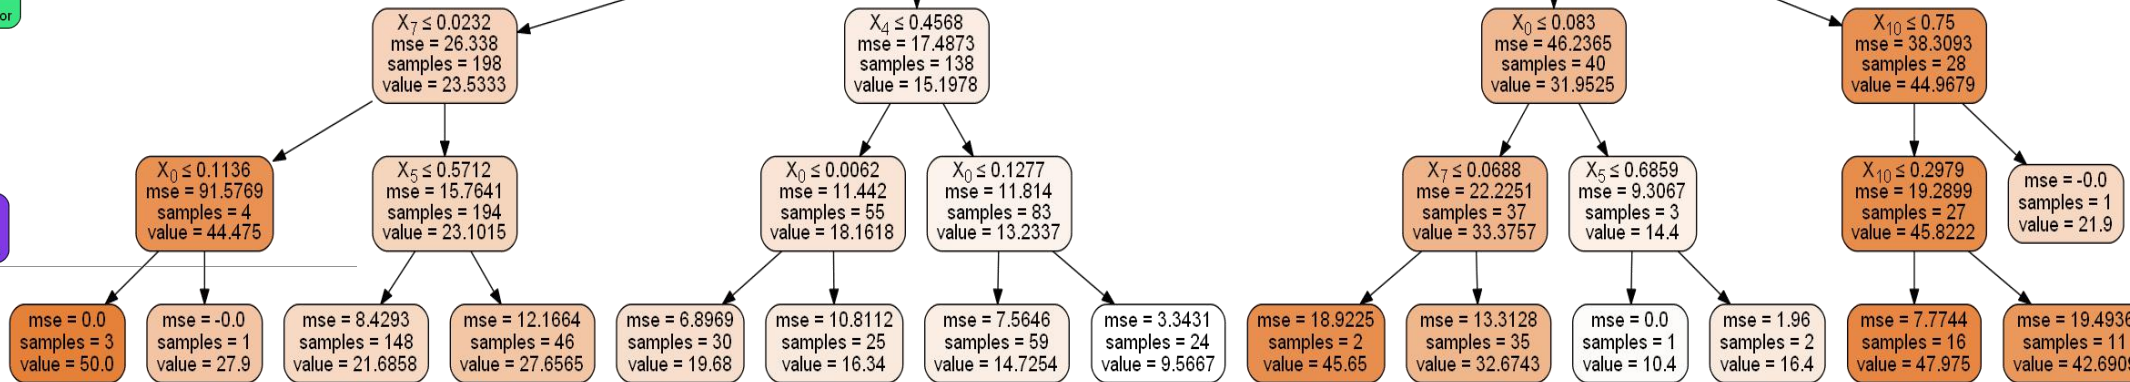 or
X7 ≤ 0.0232
mse = 26.338
samples = 198
value = 23.5333
X4 ≤ 0.4568
mse = 17.4873
samples = 138
value = 15.1978
X0 ≤ 0.083
mse = 46.2365
samples = 40
value = 31.9525
X10 ≤ 0.75
mse = 38.3093
samples = 28
value = 44.9679
X0 ≤ 0.1136
mse = 91.5769
samples = 4
value = 44.475
X5 ≤ 0.5712
mse = 15.7641
samples = 194
value = 23.1015
X0 ≤ 0.0062
mse = 11.442
samples = 55
value = 18.1618
X0 ≤ 0.1277
mse = 11.814
samples = 83
value = 13.2337
X7 ≤ 0.0688
mse = 22.2251
samples = 37
value = 33.3757
X5 ≤ 0.6859
mse = 9.3067
samples = 3
value = 14.4
X10 ≤ 0.2979
mse = 19.2899
samples = 27
value = 45.8222
mse = -0.0
samples = 1
value = 21.9
mse = 0.0
samples = 3
value = 50.0
mse = -0.0
samples = 1
value = 27.9
mse = 8.4293
samples = 148
value = 21.6858
mse = 12.1664
samples = 46
value = 27.6565
mse = 6.8969
samples = 30
value = 19.68
mse = 10.8112
samples = 25
value = 16.34
mse = 7.5646
samples = 59
value = 14.7254
mse = 3.3431
samples = 24
value = 9.5667
mse = 18.9225
samples = 2
value = 45.65
mse = 13.3128
samples = 35
value = 32.6743
mse = 0.0
samples = 1
value = 10.4
mse = 1.96
samples = 2
value = 16.4
mse = 7.7744
samples = 16
value = 47.975
mse = 19.4936
samples = 11
value = 42.6909